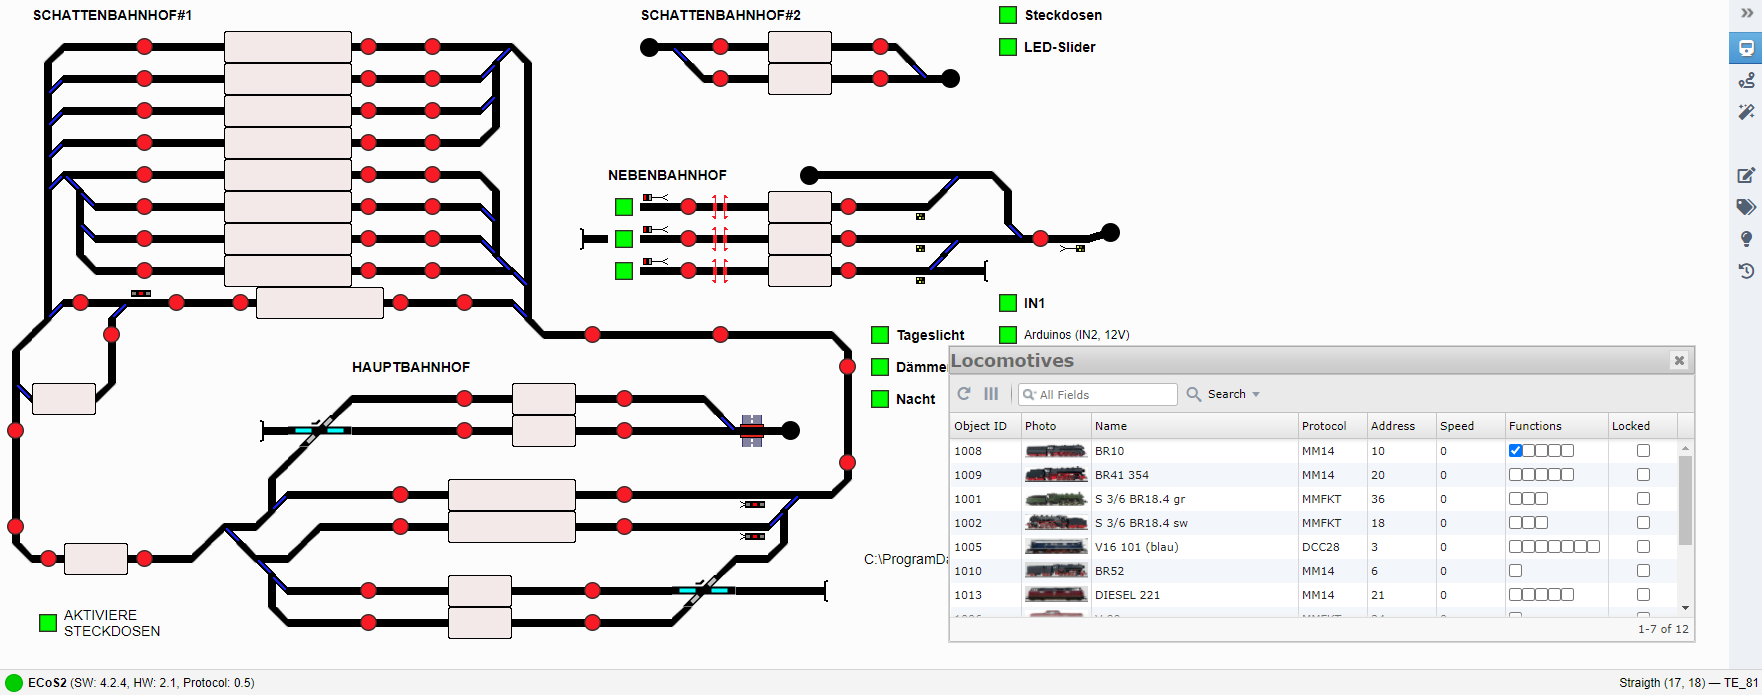 SCHATTENBAHNHOF#1
SCHATTENBAHNHOF#2
Steckdosen
LED-Slider
NEBENBAHNHOF
IN1
Tageslicht
Arduinos (IN2, 12V)
HAUPTBAHNHOF
Dämme
Nacht
Locomotives
All Fields
Search
Object ID Photo Name Protocol Address Speed Functions Locked
1008 BR10 MM14 10 0
1009 BR41 354 MM14 20 0
1001 S 3/6 BR18.4 gr MMFKT 36 0
1002 S 3/6 BR18.4 sw MMFKT 18 0
1005 V16 101 (blau) DCC28 3 0
1010 BR52 MM14 6 0
1013 DIESEL 221 MM14 21 0
1-7 of 12
C:\ProgramDa
AKTIVIERE
STECKDOSEN
ECoS2 (SW: 4.2.4, HW: 2.1, Protocol: 0.5)
Straigth (17, 18) — TE_81